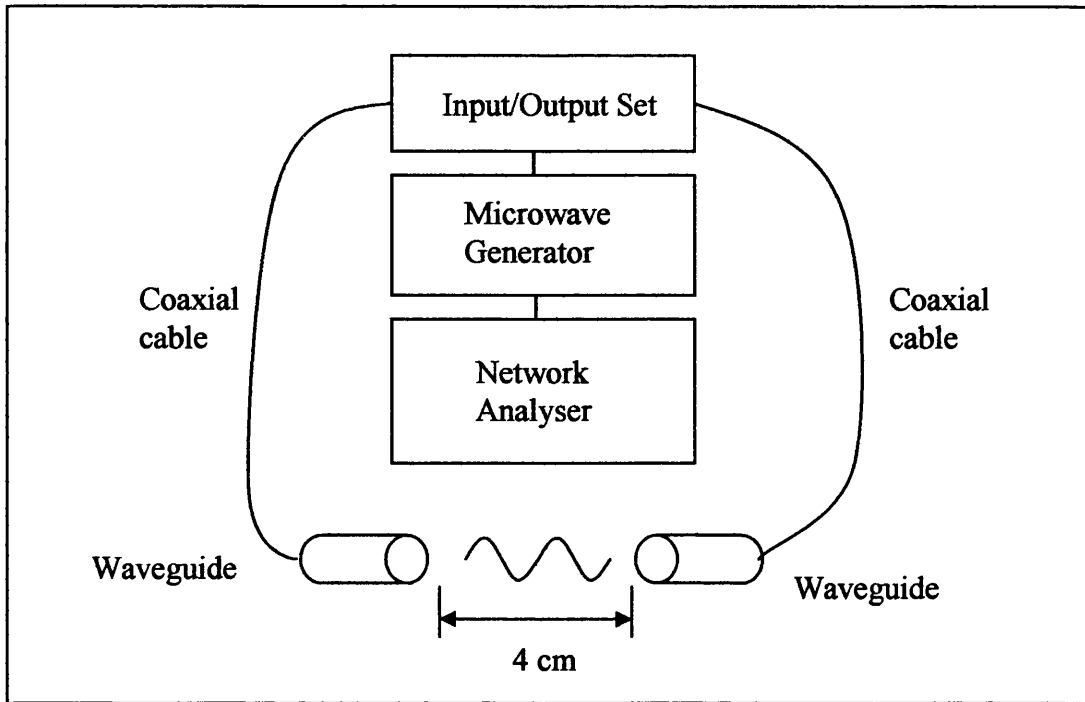 Input/Output Set
Microwave
Generator
Coaxial
cable
Coaxial
cable
Network
Analyser
Waveguide
Waveguide
4 cm